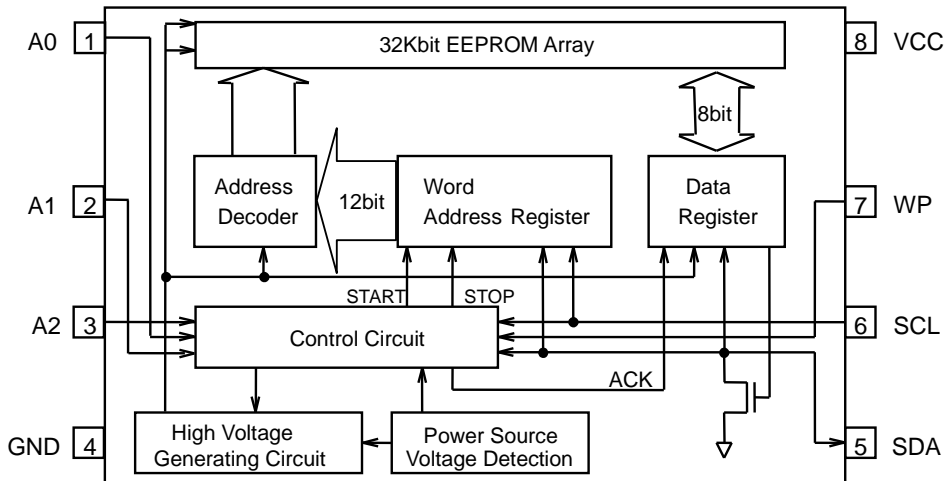 32Kbit EEPROM Array
A0
1
8
VCC
8bit
A1
2
Address
Decoder
12bit
Word
Address Register
Data
Register
7
WP
START
STOP
A2
3
Control Circuit
6
SCL
ACK
GND
4
High Voltage
Generating Circuit
Power Source
Voltage Detection
5
SDA